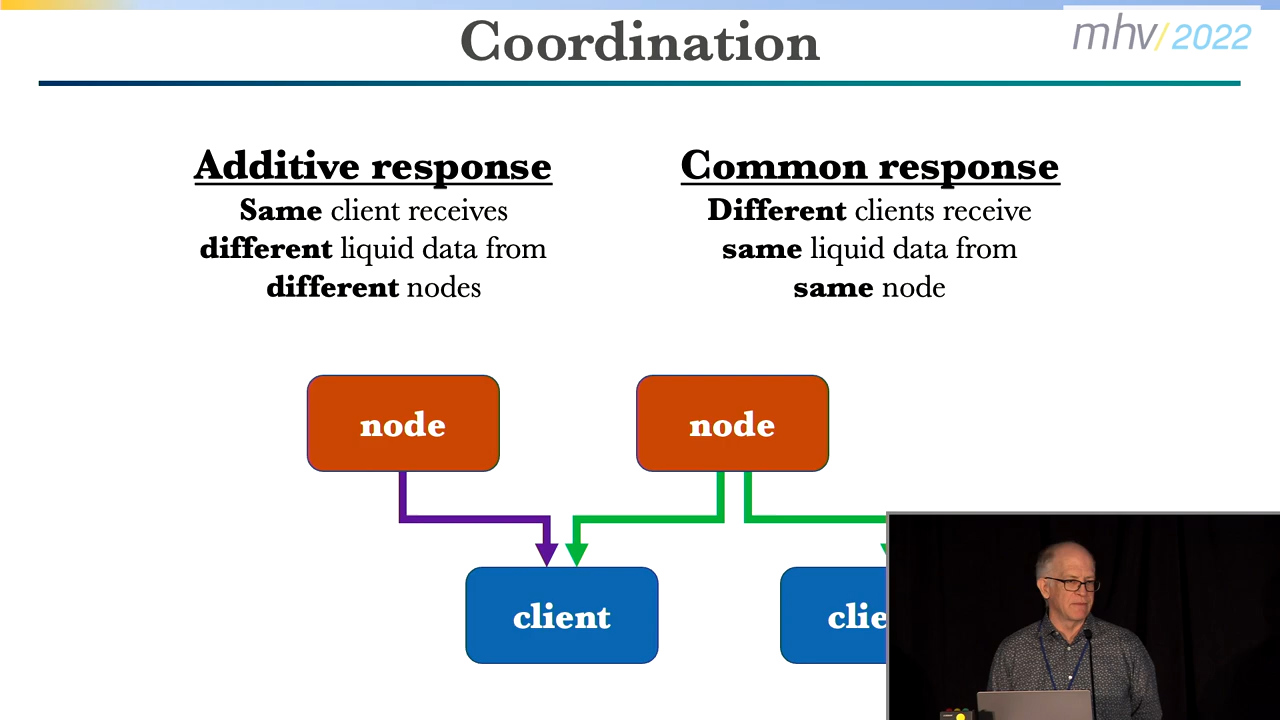 Coordination
mhv/2022
Additive response
Same client receives
different liquid data from
different nodes
Common response
Different clients receive
same liquid data from
same node
node
node
client
clie